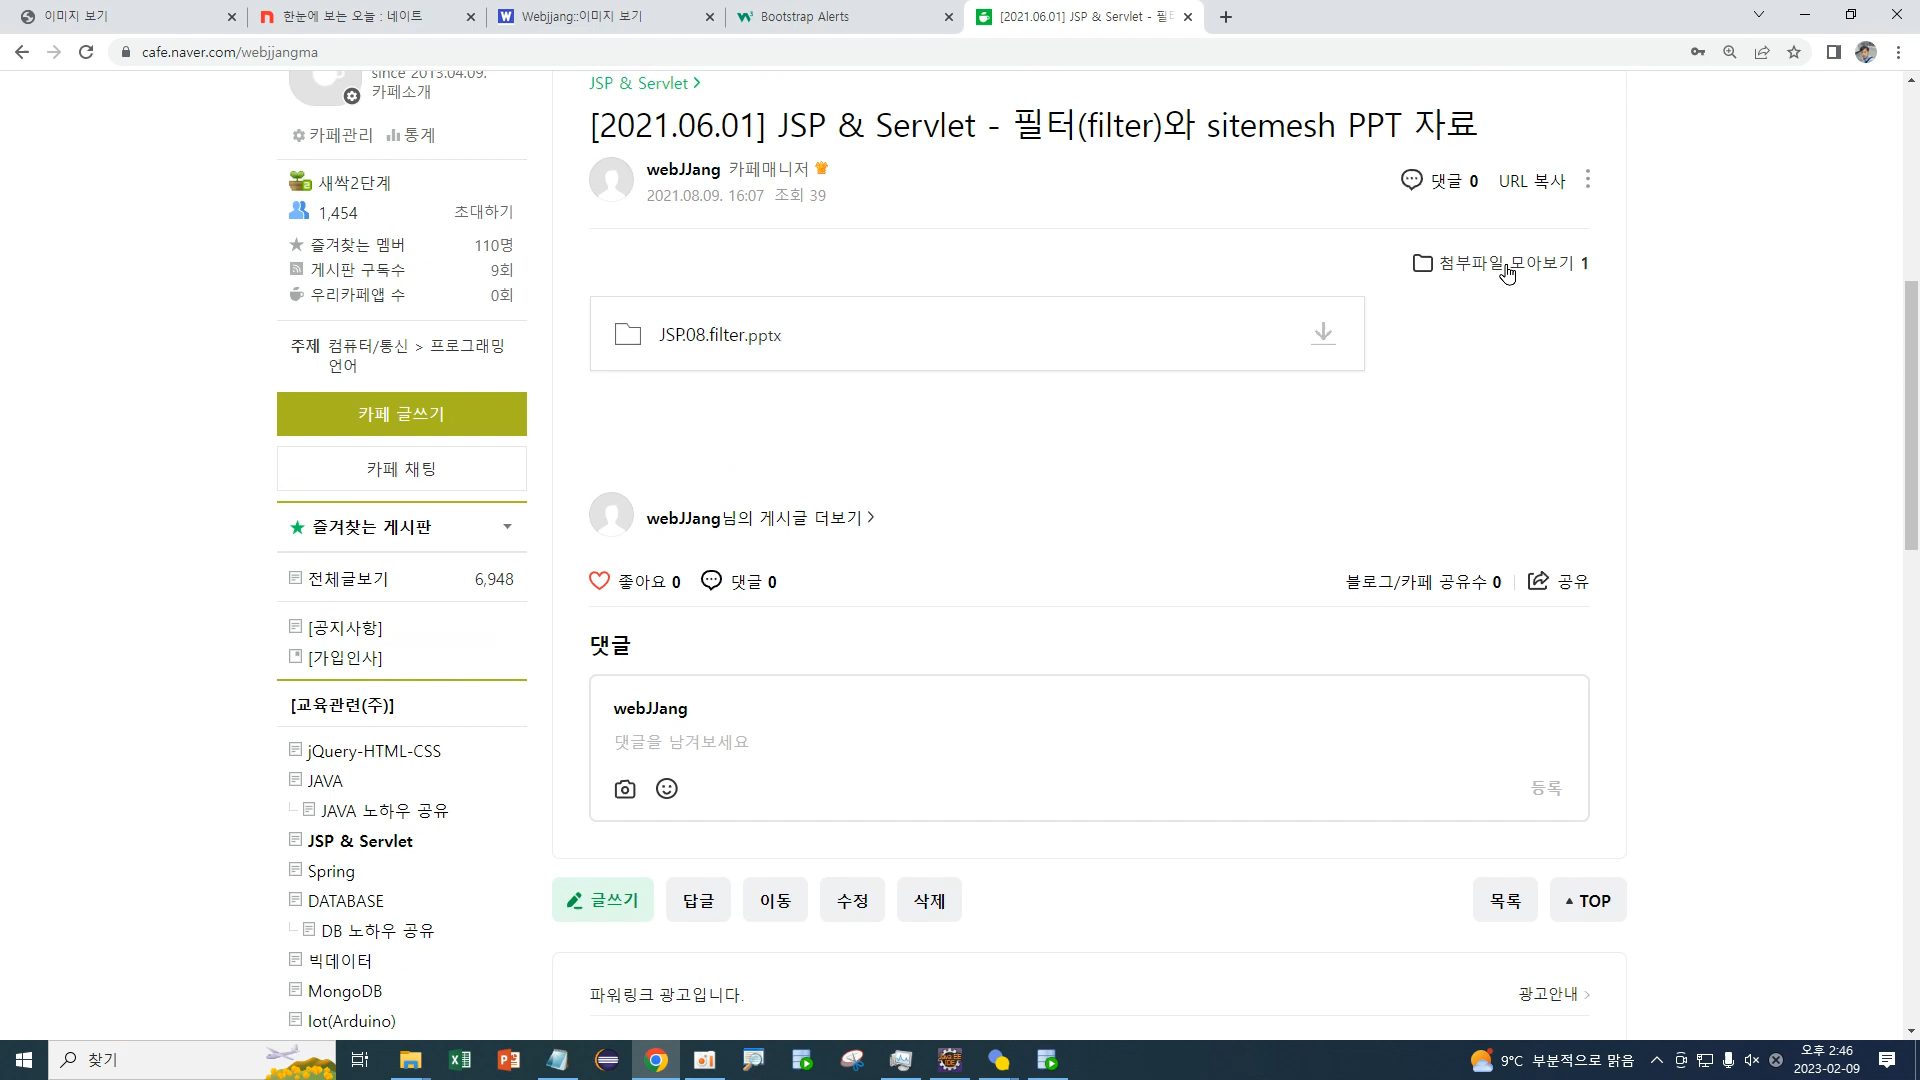 이미지 보기
한눈에 보는 오늘 : 네이트
Webjjang::이미지 보기
Bootstrap Alerts
[2021.06.01] JSP & Servlet - 필터
cafe.naver.com/webjjangma
since 2013.04.09.
카페소개
카페관리 통계
새싹2단계
1,454 초대하기
즐겨찾는 멤버 110명
게시판 구독수 9회
우리카페앱 수 0회
주제 컴퓨터/통신 > 프로그래밍
언어
카페 글쓰기
카페 채팅
즐겨찾는 게시판
전체글보기 6,948
[공지사항]
[가입인사]
[교육관련(주)]
jQuery-HTML-CSS
JAVA
JAVA 노하우 공유
JSP & Servlet
Spring
DATABASE
DB 노하우 공유
빅데이터
MongoDB
Iot(Arduino)
JSP & Servlet >
[2021.06.01] JSP & Servlet - 필터(filter)와 sitemesh PPT 자료
webJJang 카페매니저
2021.08.09. 16:07 조회 39
댓글 0 URL 복사
첨부파일 모아보기 1
JSP.08.filter.pptx
webJJang님의 게시글 더보기 >
좋아요 0 댓글 0 블로그/카페 공유수 0 공유
댓글
webJJang
댓글을 남겨보세요
등록
글쓰기 답글 이동 수정 삭제 목록 TOP
파워링크 광고입니다. 광고안내 >
찾기
9°C 부분적으로 맑음
오후 2:46
2023-02-09